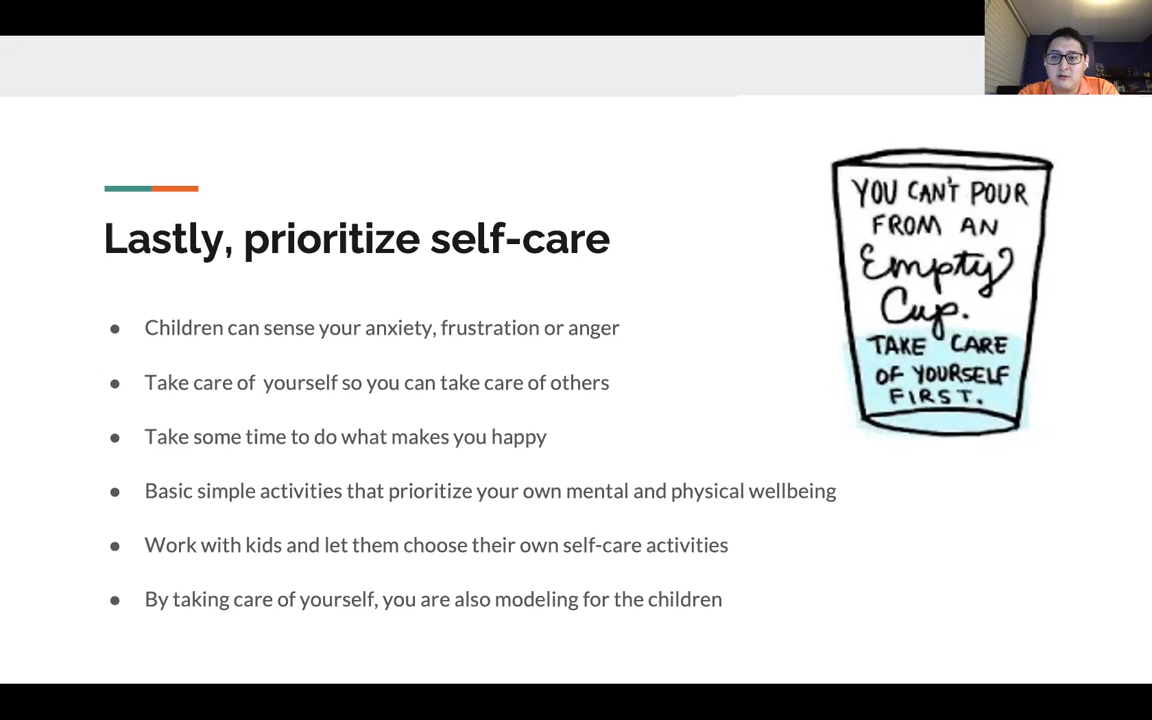 Lastly, prioritize self-care
● Children can sense your anxiety, frustration or anger
● Take care of  yourself so you can take care of others
● Take some time to do what makes you happy
● Basic simple activities that prioritize your own mental and physical wellbeing
● Work with kids and let them choose their own self-care activities
● By taking care of yourself, you are also modeling for the children
YOU CAN'T POUR
FROM AN
Empty
Cup.
TAKE CARE
OF YOURSELF
FIRST.